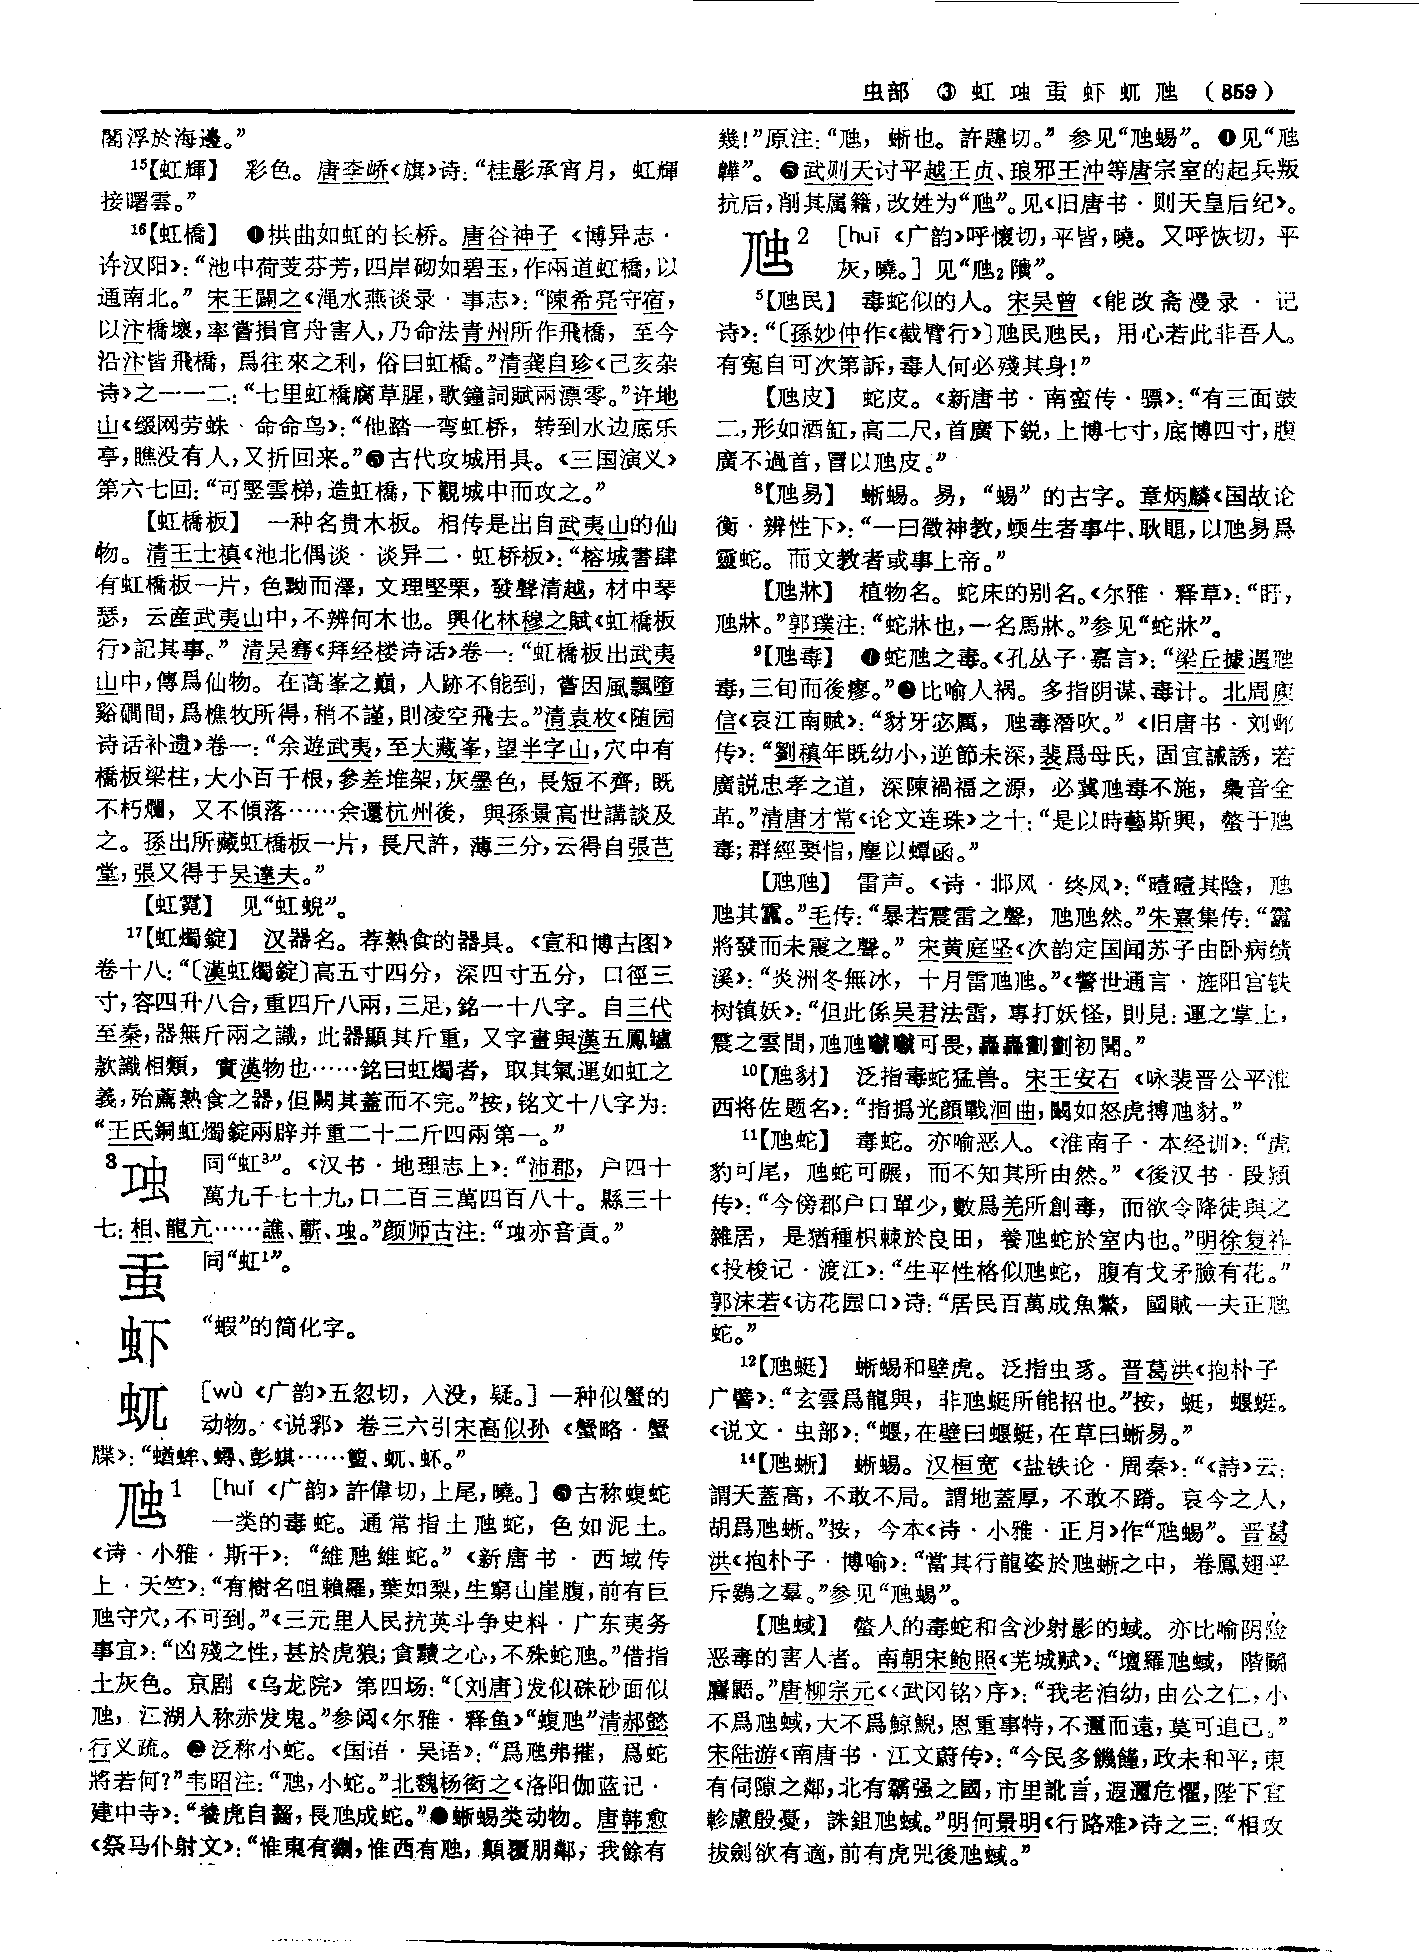 虫部 ③ 虹 虳 蚤 虾 虮 虺 (859)
閣浮於海邊。”
15【虹輝】 彩色。唐李峤《旗》诗：“桂影承宵月，虹輝
接曙雲。”
16【虹橋】 ❶拱曲如虹的长桥。唐谷神子《博异志·
许汉阳》：“池中荷芰芬芳，四岸砌如碧玉，作兩道虹橋，以
通南北。” 宋王闢之《渑水燕谈录·事志》：“陳希亮守宿，
以汴橋壞，率嘗損官舟害人，乃命法青州所作飛橋，至今
沿汴皆飛橋，爲往來之利，俗曰虹橋。”清龚自珍《己亥杂
诗》之一一二：“七里虹橋腐草腥，歌鐘詞賦兩漂零。”许地
山《缀网劳蛛·命命鸟》：“他踏一弯虹桥，转到水边底乐
亭，瞧没有人，又折回来。”❷古代攻城用具。《三国演义》
第六七回：“可竪雲梯，造虹橋，下觀城中而攻之。”
【虹橋板】 一种名贵木板。相传是出自武夷山的仙
物。清王士禛《池北偶谈·谈异二·虹桥板》：“榕城書肆
有虹橋板一片，色黝而澤，文理堅栗，發聲清越，材中琴
瑟，云産武夷山中，不辨何木也。興化林穆之賦《虹橋板
行》記其事。” 清吴骞《拜经楼诗话》卷一：“虹橋板出武夷
山中，傳爲仙物。在高峯之巔，人跡不能到，嘗因風飄墮
谿磵間，爲樵牧所得，稍不謹，則凌空飛去。”清袁枚《随园
诗话补遗》卷一：“余遊武夷，至大藏峯，望半字山，穴中有
橋板梁柱，大小百千根，參差堆架，灰墨色，長短不齊，既
不朽爛，又不傾落……余還杭州後，與孫景高世講談及
之。孫出所藏虹橋板一片，長尺許，薄三分，云得自張芑
堂，張又得于吴逹夫。”
【虹霓】 见“虹蜺”。
17【虹燭錠】 汉器名。荐熟食的器具。《宣和博古图》
卷十八：“〔漢虹燭錠〕高五寸四分，深四寸五分，口徑三
寸，容四升八合，重四斤八兩，三足，銘一十八字。自三代
至秦，器無斤兩之識，此器顯其斤重，又字畫與漢五鳳鑪
款識相類，實漢物也……銘曰虹燭者，取其氣運如虹之
義，殆薦熟食之器，但闕其蓋而不完。”按，铭文十八字为：
“王氏銅虹燭錠兩辟并重二十二斤四兩第一。”
3 同“虹3”。《汉书·地理志上》：“沛郡，户四十
萬九千七十九，口二百三萬四百八十。縣三十
七：相、龍亢……譙、蘄、。”颜师古注：“亦音貢。”
同“虹1”。
虾 “蝦”的简化字。
虮 [wù《广韵》五忽切，入没，疑。] 一种似蟹的
动物。《说郛》卷三六引宋高似孙《蟹略·蟹
牒》：“蝤蛑、蟳、彭蜞……、、虾。”
虺1 [huǐ《广韵》許偉切，上尾，曉。] ❶古称蝮蛇
一类的毒蛇。通常指土虺蛇，色如泥土。
《诗·小雅·斯干》：“維虺維蛇。”《新唐书·西域传
上·天竺》：“有樹名咀賴羅，葉如梨，生窮山崖腹，前有巨
虺守穴，不可到。”《三元里人民抗英斗争史料·广东夷务
事宜》：“凶殘之性，甚於虎狼；貪黷之心，不殊蛇虺。”借指
土灰色。京剧《乌龙院》第四场：“〔刘唐〕发似硃砂面似
虺，江湖人称赤发鬼。”参阅《尔雅·释鱼》“蝮虺”清郝懿
行义疏。❷泛称小蛇。《国语·吴语》：“爲虺弗摧，爲蛇
將若何？”韦昭注：“虺，小蛇。”北魏杨衒之《洛阳伽蓝记·
建中寺》：“養虎自齧，長虺成蛇。”❸蜥蜴类动物。唐韩愈
《祭马仆射文》：“惟東有猘，惟西有虺，顛覆朋鄰，我餘有
幾！”原注：“虺，蜥也。許韙切。” 参见“虺蜴”。❹见“虺
韡”。❺武则天讨平越王贞、琅邪王冲等唐宗室的起兵叛
抗后，削其属籍，改姓为“虺”。见《旧唐书·则天皇后纪》。
虺2 [huī《广韵》呼懷切，平皆，曉。又呼恢切，平
灰，曉。] 见“虺2隤”。
5【虺民】 毒蛇似的人。宋吴曾《能改斋漫录·记
诗》：“〔孫妙仲作《截臂行》〕虺民虺民，用心若此非吾人。
有寃自可次第訴，毒人何必殘其身！”
【虺皮】 蛇皮。《新唐书·南蛮传·骠》：“有三面鼓
二，形如酒缸，高二尺，首廣下鋭，上博七寸，底博四寸，腹
廣不過首，冒以虺皮。”
8【虺易】 蜥蜴。易，“蜴”的古字。章炳麟《国故论
衡·辨性下》：“一曰徵神教，蝡生者事牛、耿黽，以虺易爲
靈蛇。而文教者或事上帝。”
【虺牀】 植物名。蛇床的别名。《尔雅·释草》：“盱，
虺牀。”郭璞注：“蛇牀也，一名馬牀。”参见“蛇牀”。
9【虺毒】 ❶蛇虺之毒。《孔丛子·嘉言》：“梁丘據遇虺
毒，三旬而後瘳。”❷比喻人祸。多指阴谋、毒计。北周庾
信《哀江南赋》：“豺牙宓厲，虺毒潛吹。”《旧唐书·刘邺
传》：“劉稹年既幼小，逆節未深，裴爲母氏，固宜誡誘，若
廣説忠孝之道，深陳禍福之源，必冀虺毒不施，梟音全
革。”清唐才常《论文连珠》之十：“是以時藝斯興，螫于虺
毒；群經要恉，塵以蟫函。”
【虺虺】 雷声。《诗·邶风·终风》：“曀曀其陰，虺
虺其靁。”毛传：“暴若震雷之聲，虺虺然。”朱熹集传：“靁
將發而未震之聲。” 宋黄庭坚《次韵定国闻苏子由卧病绩
溪》：“炎洲冬無冰，十月雷虺虺。”《警世通言·旌阳宫铁
树镇妖》：“但此係吴君法雷，專打妖怪，則見：運之掌上，
震之雲間，虺虺可畏，轟轟劃劃初聞。”
10【虺豺】 泛指毒蛇猛兽。宋王安石《咏裴晋公平淮
西将佐题名》：“指撝光顔戰洄曲，闞如怒虎搏虺豺。”
11【虺蛇】 毒蛇。亦喻恶人。《淮南子·本经训》：“虎
豹可尾，虺蛇可碾，而不知其所由然。”《後汉书·段颎
传》：“今傍郡户口單少，數爲羌所創毒，而欲令降徒與之
雜居，是猶種枳棘於良田，養虺蛇於室内也。”明徐复祚
《投梭记·渡江》：“生平性格似虺蛇，腹有戈矛臉有花。”
郭沫若《访花园口》诗：“居民百萬成魚鱉，國賊一夫正虺
蛇。”
12【虺蜓】 蜥蜴和壁虎。泛指虫豸。晋葛洪《抱朴子·
广譬》：“玄雲爲龍興，非虺蜓所能招也。”按，蜓，蝘蜓。
《说文·虫部》：“蝘，在壁曰蝘蜓，在草曰蜥易。”
14【虺蜥】 蜥蜴。汉桓宽《盐铁论·周秦》：“《詩》云：
謂天蓋高，不敢不局。謂地蓋厚，不敢不蹐。哀今之人，
胡爲虺蜥。”按，今本《诗·小雅·正月》作“虺蜴”。晋葛
洪《抱朴子·博喻》：“當其行龍姿於虺蜥之中，卷鳳翅乎
斥鷃之羣。”参见“虺蜴”。
【虺蜮】 螫人的毒蛇和含沙射影的蜮。亦比喻阴险
恶毒的害人者。南朝宋鲍照《芜城赋》：“壇羅虺蜮，階鬭
麏鼯。”唐柳宗元《〈武冈铭〉序》：“我老洎幼，由公之仁，小
不爲虺蜮，大不爲鯨鯢，恩重事特，不邇而遠，莫可追已。”
宋陆游《南唐书·江文蔚传》：“今民多饑饉，政未和平，東
有伺隙之鄰，北有霸强之國，市里訛言，遐邇危懼，陛下宜
軫慮殷憂，誅鉏虺蜮。”明何景明《行路难》诗之三：“相攻
拔劍欲有適，前有虎兕後虺蜮。”